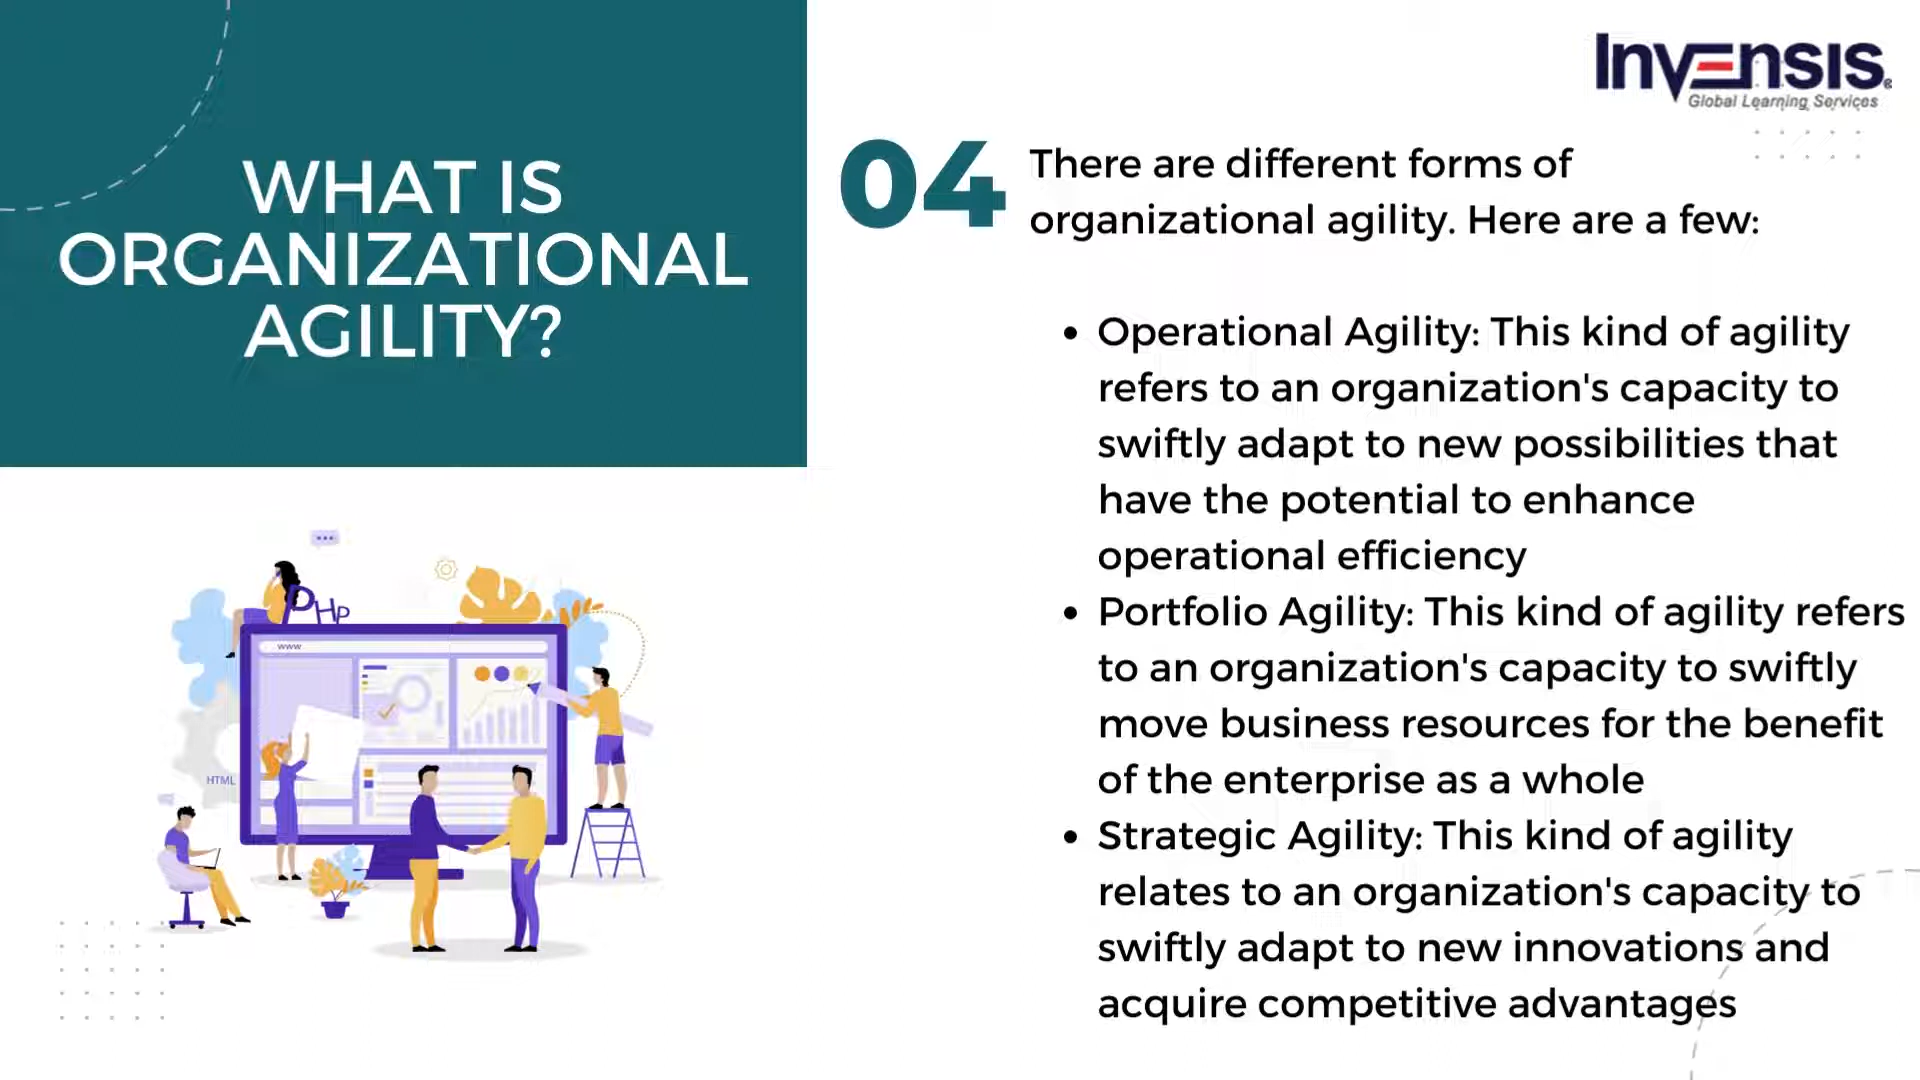 WHAT IS
ORGANIZATIONAL
AGILITY?
Invensis®
Global Learning Services
04
There are different forms of
organizational agility. Here are a few:
• Operational Agility: This kind of agility
refers to an organization's capacity to
swiftly adapt to new possibilities that
have the potential to enhance
operational efficiency
• Portfolio Agility: This kind of agility refers
to an organization's capacity to swiftly
move business resources for the benefit
of the enterprise as a whole
• Strategic Agility: This kind of agility
relates to an organization's capacity to
swiftly adapt to new innovations and
acquire competitive advantages
PHP
www
HTML